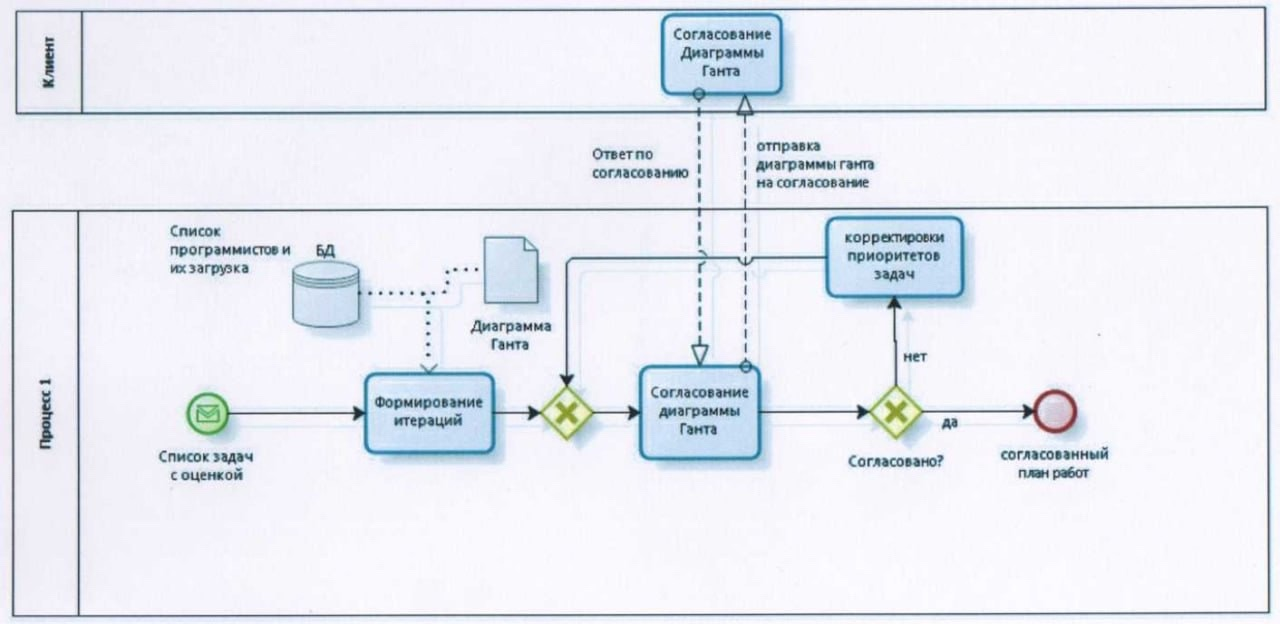 Клиент
Согласование
Диаграммы
Ганта
Ответ по
согласованию
отправка
диаграммы ганта
на согласование
Процесс 1
Список
программистов и
их загрузка
БД
Диаграмма
Ганта
корректировки
приоритетов
задач
нет
Список задач
с оценкой
Формирование
итераций
Согласование
диаграммы
Ганта
Согласовано?
да
согласованный
план работ